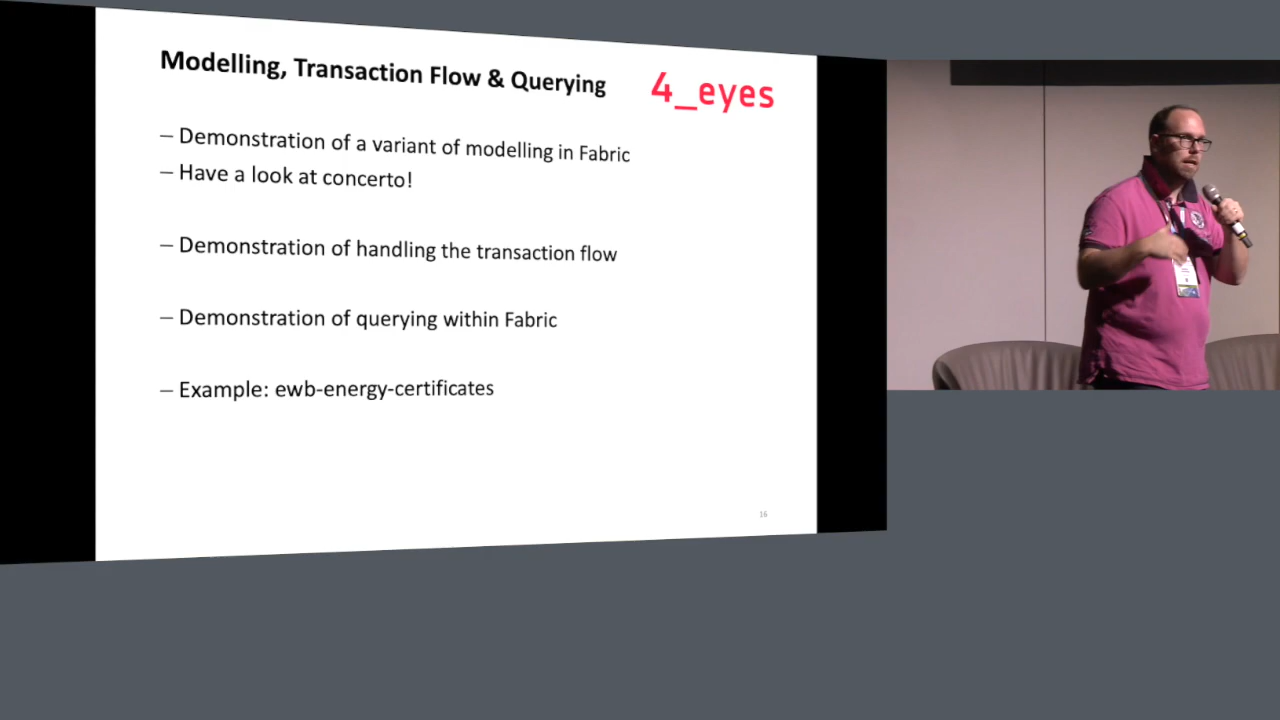 Modelling, Transaction Flow & Querying
4_eyes
– Demonstration of a variant of modelling in Fabric
– Have a look at concerto!
– Demonstration of handling the transaction flow
– Demonstration of querying within Fabric
– Example: ewb-energy-certificates
16